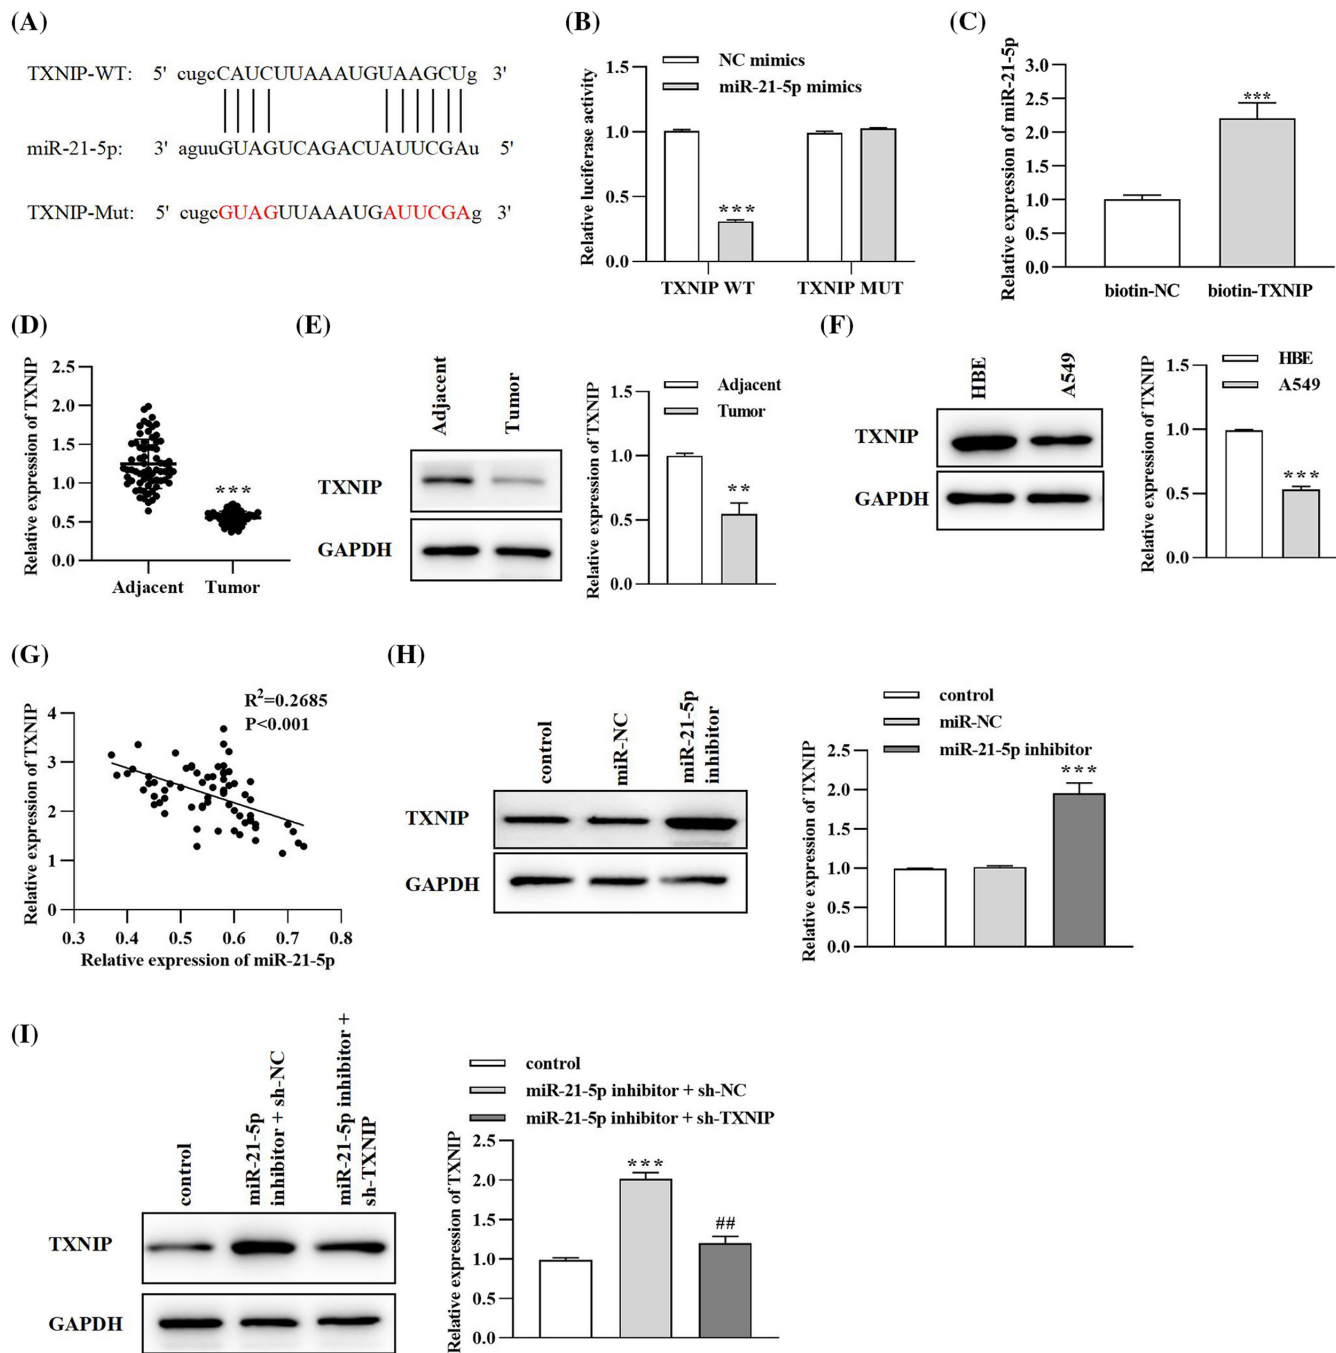 (A)
TXNIP-WT: 5' cugcCAUCUUAAAUGUAAGCUg 3'
miR-21-5p: 3' aguuGUAGUCAGACUAUUCGAu 5'
TXNIP-Mut: 5' cugcGUAGUUAAAUGAUUCGAg 3'
(B)
NC mimics
miR-21-5p mimics
Relative luciferase activity
1.5
1.0
0.5
0.0
***
TXNIP WT
TXNIP MUT
(C)
Relative expression of miR-21-5p
3.0
2.5
2.0
1.5
1.0
0.5
0.0
***
biotin-NC
biotin-TXNIP
(D)
Relative expression of TXNIP
2.5
2.0
1.5
1.0
0.5
0.0
***
Adjacent
Tumor
(E)
Adjacent
Tumor
TXNIP
GAPDH
Relative expression of TXNIP
1.5
1.0
0.5
0.0
Adjacent
Tumor
**
(F)
HBE
A549
TXNIP
GAPDH
Relative expression of TXNIP
1.5
1.0
0.5
0.0
HBE
A549
***
(G)
R²=0.2685
P<0.001
Relative expression of TXNIP
4
3
2
1
0
0.3 0.4 0.5 0.6 0.7 0.8
Relative expression of miR-21-5p
(H)
control
miR-NC
miR-21-5p
inhibitor
TXNIP
GAPDH
control
miR-NC
miR-21-5p inhibitor
Relative expression of TXNIP
2.5
2.0
1.5
1.0
0.5
0.0
***
(I)
control
miR-21-5p
inhibitor + sh-NC
miR-21-5p inhibitor +
sh-TXNIP
TXNIP
GAPDH
control
miR-21-5p inhibitor + sh-NC
miR-21-5p inhibitor + sh-TXNIP
Relative expression of TXNIP
2.5
2.0
1.5
1.0
0.5
0.0
***
##